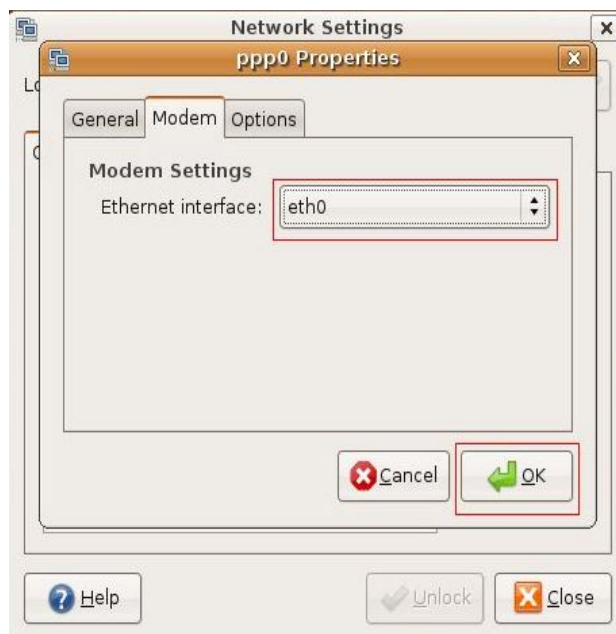 Network Settings
ppp0 Properties
General
Modem
Options
Modem Settings
Ethernet interface:
eth0
Cancel
OK
Help
Unlock
Close